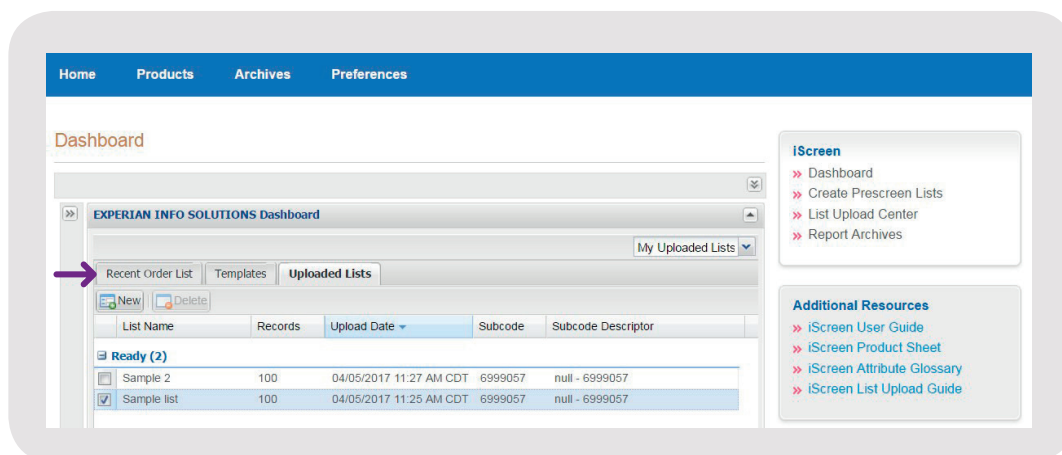 Home Products Archives Preferences
Dashboard
EXPERIAN INFO SOLUTIONS Dashboard
My Uploaded Lists
Recent Order List Templates Uploaded Lists
New Delete
List Name Records Upload Date Subcode Subcode Descriptor
Ready (2)
Sample 2 100 04/05/2017 11:27 AM CDT 6999057 null - 6999057
Sample list 100 04/05/2017 11:25 AM CDT 6999057 null - 6999057
iScreen
» Dashboard
» Create Prescreen Lists
» List Upload Center
» Report Archives
Additional Resources
» iScreen User Guide
» iScreen Product Sheet
» iScreen Attribute Glossary
» iScreen List Upload Guide